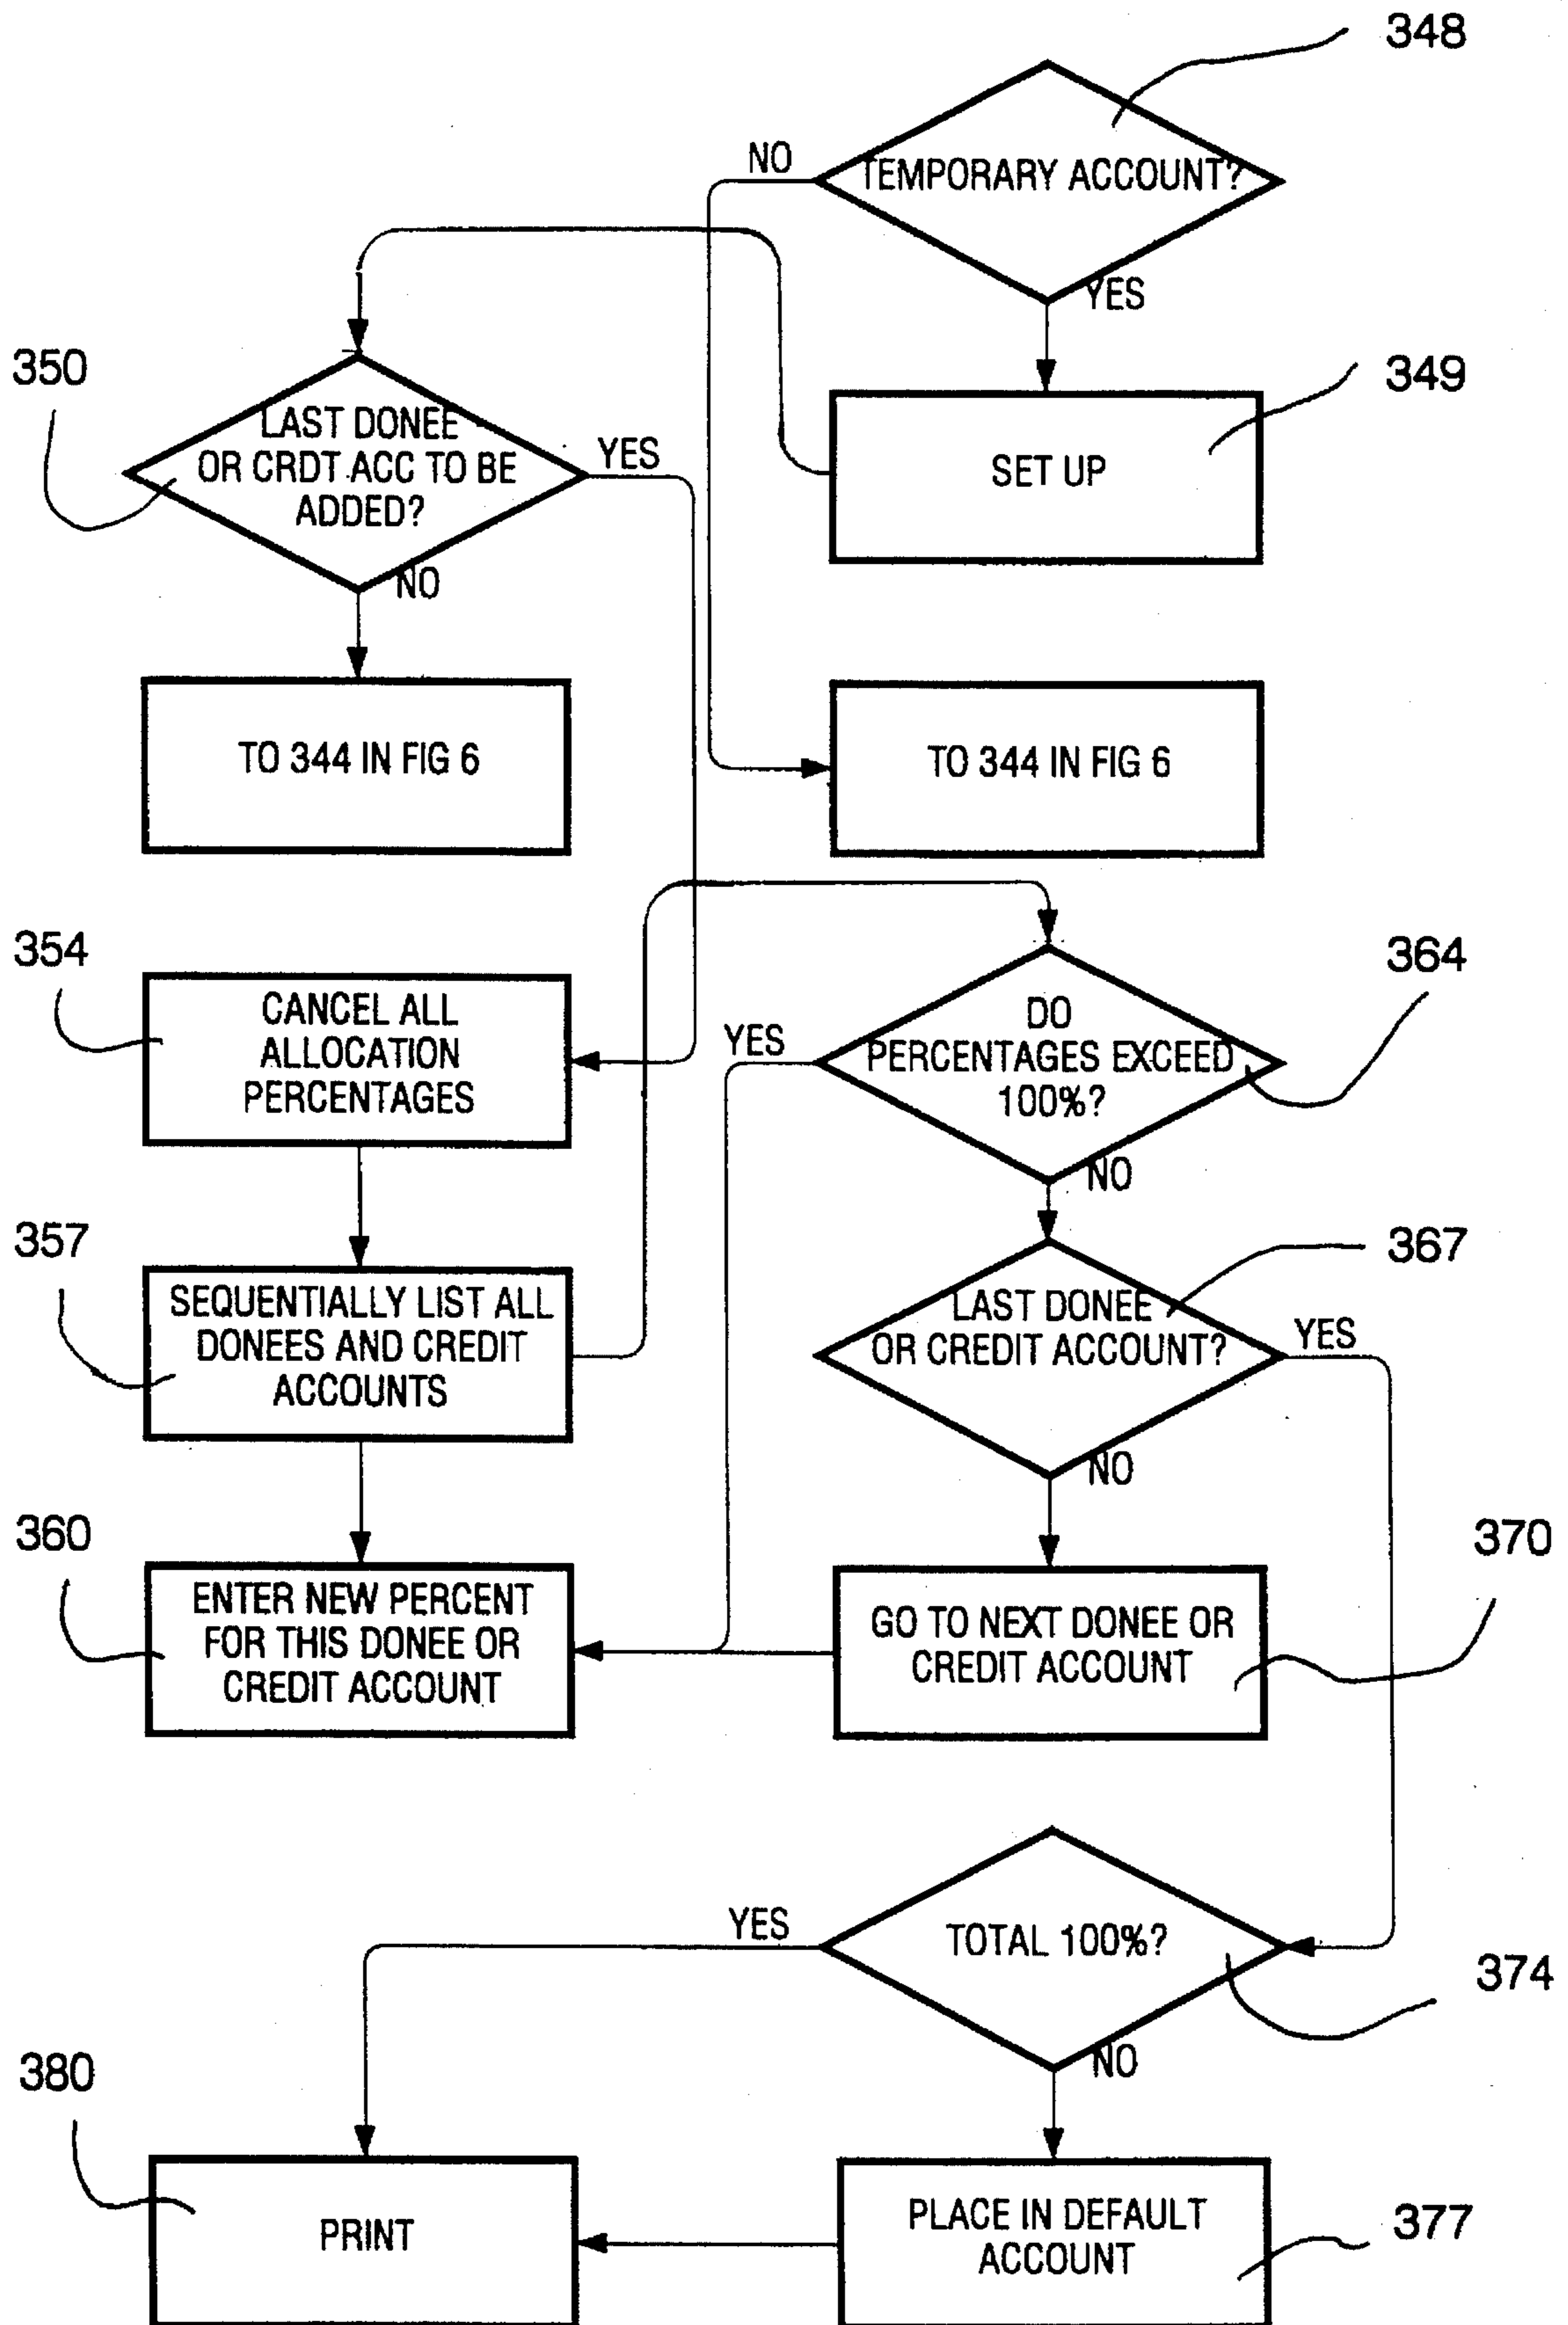 348
NO
TEMPORARY ACCOUNT?
YES
350
349
LAST DONEE
OR CRDT ACC TO BE
ADDED?
YES
SET UP
NO
TO 344 IN FIG 6
TO 344 IN FIG 6
354
CANCEL ALL
ALLOCATION
PERCENTAGES
364
YES
DO
PERCENTAGES EXCEED
100%?
NO
357
SEQUENTIALLY LIST ALL
DONEES AND CREDIT
ACCOUNTS
367
LAST DONEE
OR CREDIT ACCOUNT?
YES
NO
360
ENTER NEW PERCENT
FOR THIS DONEE OR
CREDIT ACCOUNT
370
GO TO NEXT DONEE OR
CREDIT ACCOUNT
YES
TOTAL 100%?
374
NO
380
PRINT
PLACE IN DEFAULT
ACCOUNT
377